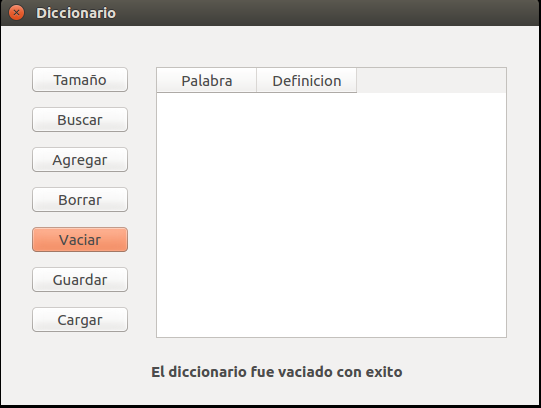 Diccionario
Tamaño
Buscar
Agregar
Borrar
Vaciar
Guardar
Cargar
Palabra Definicion
El diccionario fue vaciado con exito